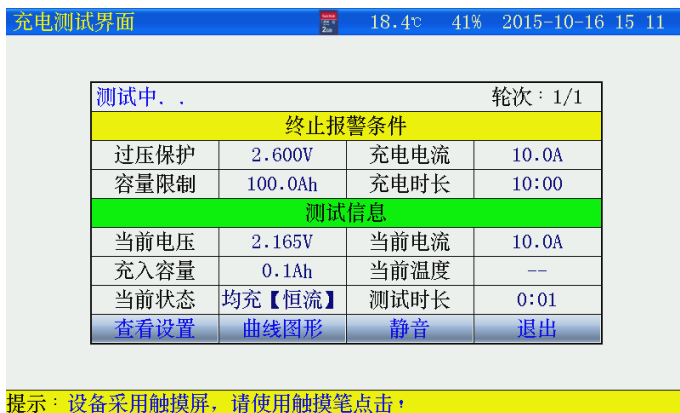 充电测试界面 18.4℃ 41% 2015-10-16 15 11
测试中. . 轮次：1/1
终止报警条件
过压保护 2.600V 充电电流 10.0A
容量限制 100.0Ah 充电时长 10:00
测试信息
当前电压 2.165V 当前电流 10.0A
充入容量 0.1Ah 当前温度 --
当前状态 均充【恒流】 测试时长 0:01
查看设置 曲线图形 静音 退出
提示：设备采用触摸屏，请使用触摸笔点击！